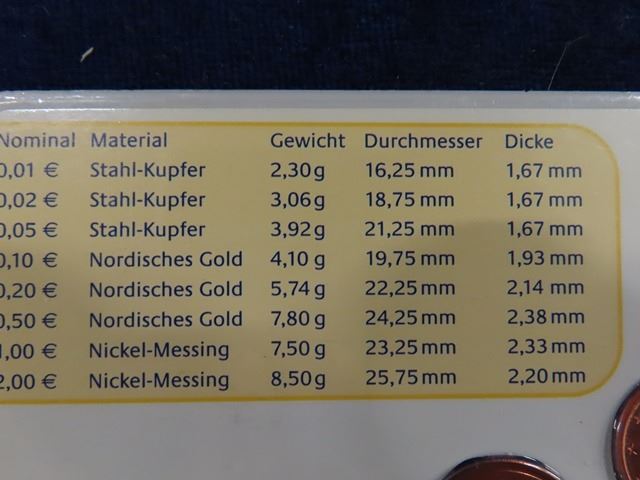 Nominal Material Gewicht Durchmesser Dicke
0,01 € Stahl-Kupfer 2,30 g 16,25 mm 1,67 mm
0,02 € Stahl-Kupfer 3,06 g 18,75 mm 1,67 mm
0,05 € Stahl-Kupfer 3,92 g 21,25 mm 1,67 mm
0,10 € Nordisches Gold 4,10 g 19,75 mm 1,93 mm
0,20 € Nordisches Gold 5,74 g 22,25 mm 2,14 mm
0,50 € Nordisches Gold 7,80 g 24,25 mm 2,38 mm
1,00 € Nickel-Messing 7,50 g 23,25 mm 2,33 mm
2,00 € Nickel-Messing 8,50 g 25,75 mm 2,20 mm